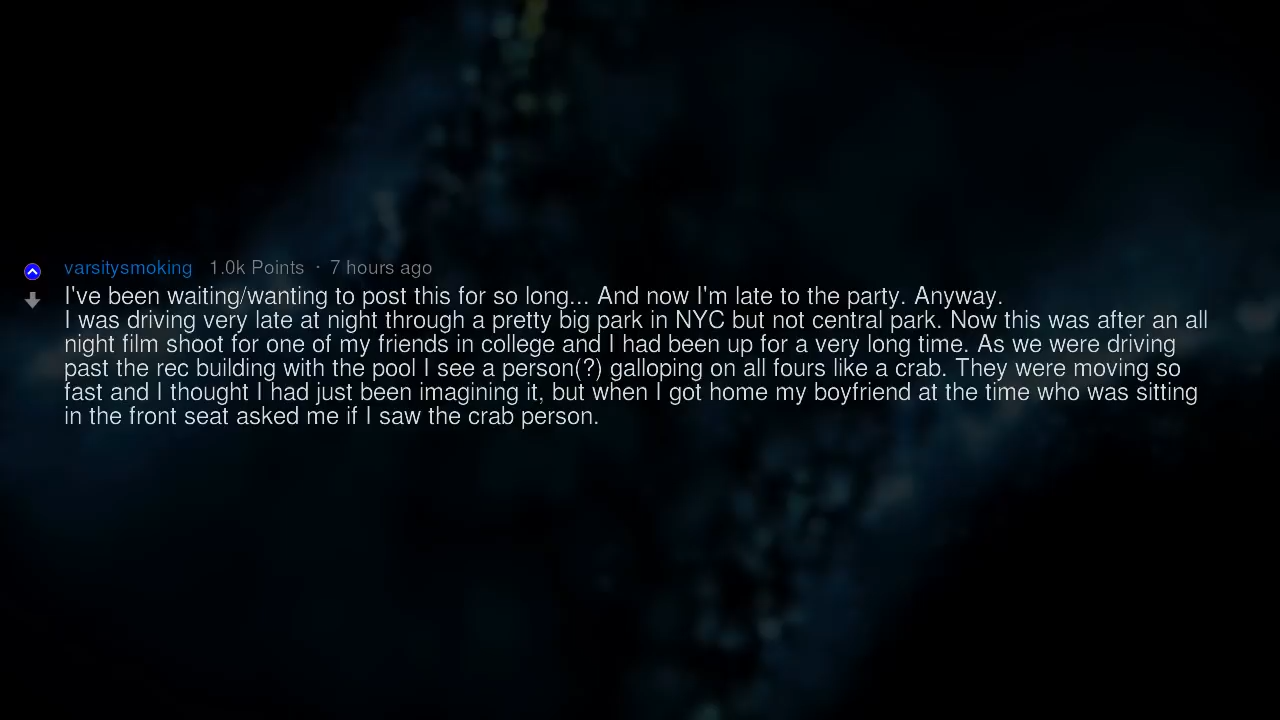 varsitysmoking 1.0k Points · 7 hours ago
I've been waiting/wanting to post this for so long... And now I'm late to the party. Anyway.
I was driving very late at night through a pretty big park in NYC but not central park. Now this was after an all
night film shoot for one of my friends in college and I had been up for a very long time. As we were driving
past the rec building with the pool I see a person(?) galloping on all fours like a crab. They were moving so
fast and I thought I had just been imagining it, but when I got home my boyfriend at the time who was sitting
in the front seat asked me if I saw the crab person.